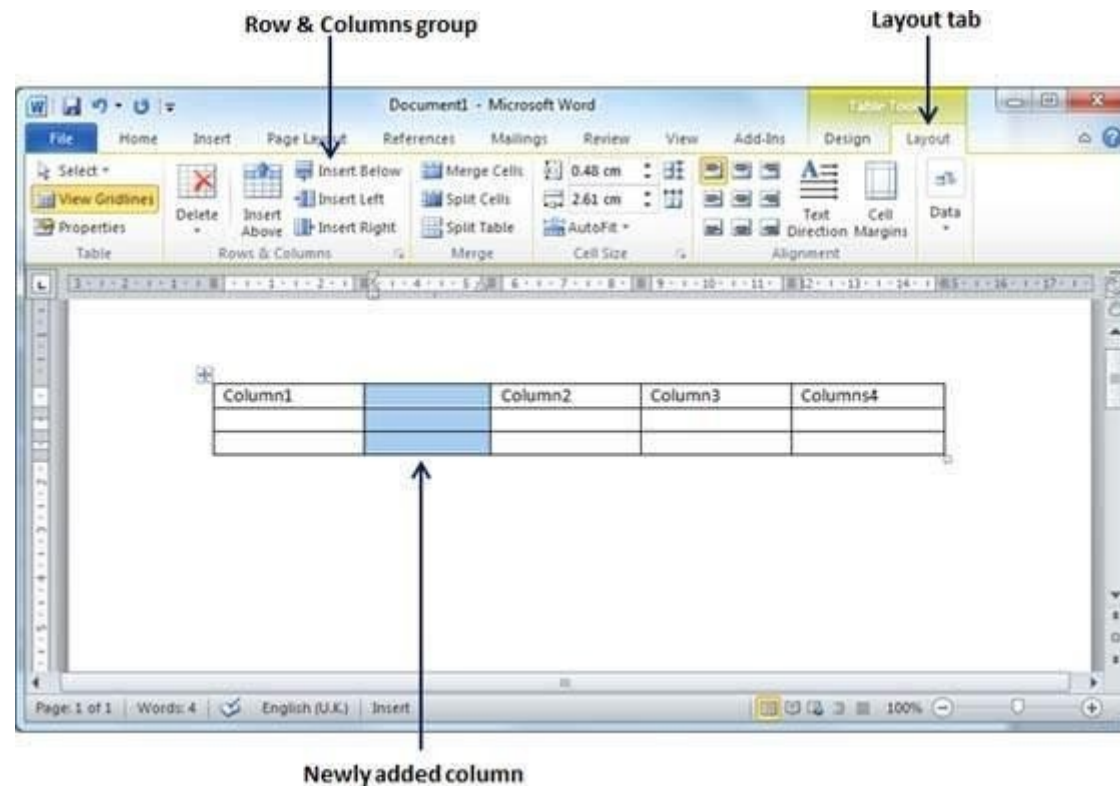 Row & Columns group
Layout tab
Document1 - Microsoft Word
Table Tools
File Home Insert Page Layout References Mailings Review View Add-Ins Design Layout
Select
View Gridlines
Properties
Table
Delete
Insert Above
Insert Below
Insert Left
Insert Right
Rows & Columns
Merge Cells
Split Cells
Split Table
Merge
0.48 cm
2.61 cm
AutoFit
Cell Size
Text Direction
Cell Margins
Alignment
Data
Column1 Column2 Column3 Columns4
Page: 1 of 1 Words: 4 English (U.K.) Insert 100%
Newly added column